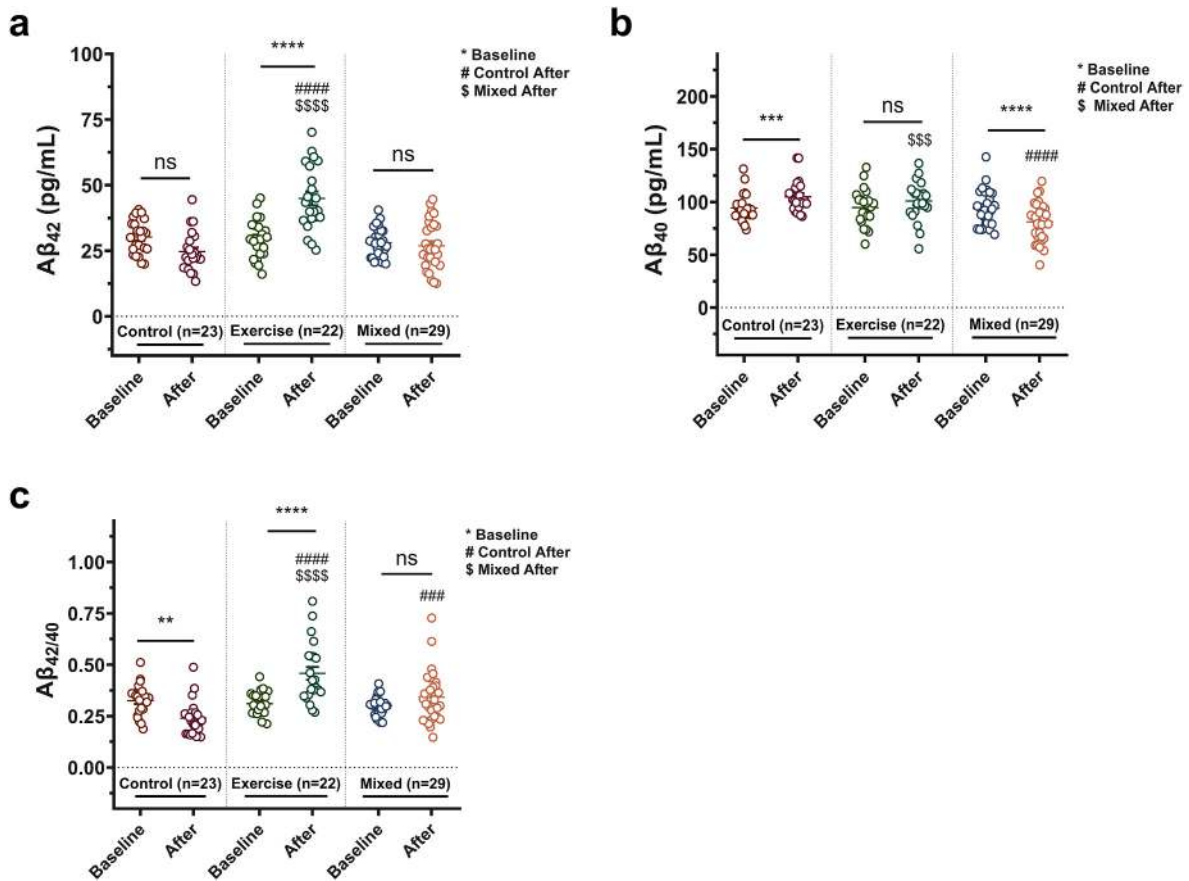 a
Aβ42 (pg/mL)
100
75
50
25
0
ns
****
####
$$$$
ns
* Baseline
# Control After
$ Mixed After
Control (n=23)
Exercise (n=22)
Mixed (n=29)
Baseline
After
Baseline
After
Baseline
After
b
Aβ40 (pg/mL)
200
150
100
50
0
***
ns
$$$
****
####
* Baseline
# Control After
$ Mixed After
Control (n=23)
Exercise (n=22)
Mixed (n=29)
Baseline
After
Baseline
After
Baseline
After
c
Aβ42/40
1.00
0.75
0.50
0.25
0.00
**
****
####
$$$$
ns
###
* Baseline
# Control After
$ Mixed After
Control (n=23)
Exercise (n=22)
Mixed (n=29)
Baseline
After
Baseline
After
Baseline
After